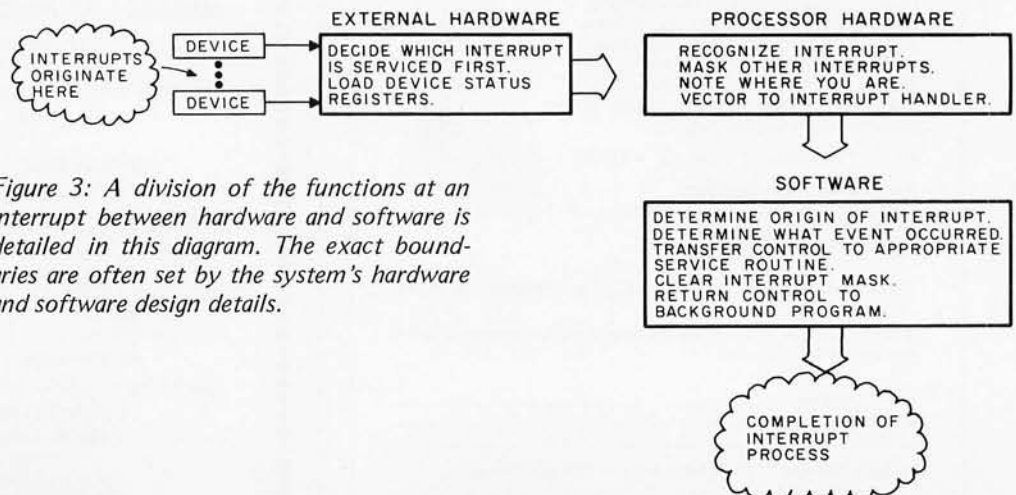 EXTERNAL HARDWARE
PROCESSOR HARDWARE
INTERRUPTS
ORIGINATE
HERE
DEVICE
DEVICE
DECIDE WHICH INTERRUPT
IS SERVICED FIRST.
LOAD DEVICE STATUS
REGISTERS.
RECOGNIZE INTERRUPT.
MASK OTHER INTERRUPTS.
NOTE WHERE YOU ARE.
VECTOR TO INTERRUPT HANDLER.
Figure 3: A division of the functions at an
interrupt between hardware and software is
detailed in this diagram. The exact bound-
aries are often set by the system's hardware
and software design details.
SOFTWARE
DETERMINE ORIGIN OF INTERRUPT.
DETERMINE WHAT EVENT OCCURRED.
TRANSFER CONTROL TO APPROPRIATE
SERVICE ROUTINE.
CLEAR INTERRUPT MASK.
RETURN CONTROL TO
BACKGROUND PROGRAM.
COMPLETION OF
INTERRUPT
PROCESS